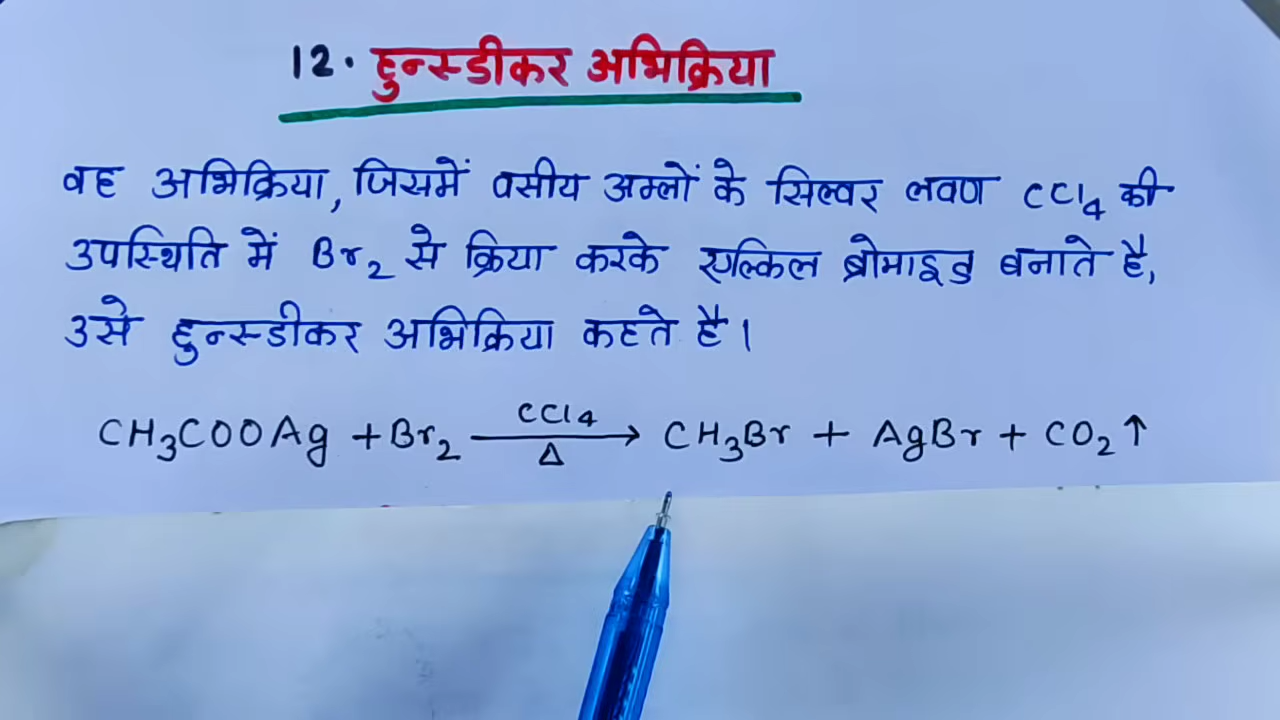 12. हुन्सडीकर अभिक्रिया
वह अभिक्रिया, जिसमें वसीय अम्लों के सिल्वर लवण CCl₄ की
उपस्थिति में Br₂ से क्रिया करके एल्किल ब्रोमाइड बनाते है,
उसे हुन्सडीकर अभिक्रिया कहते है।
CH₃COOAg + Br₂ —CCl₄/Δ→ CH₃Br + AgBr + CO₂↑